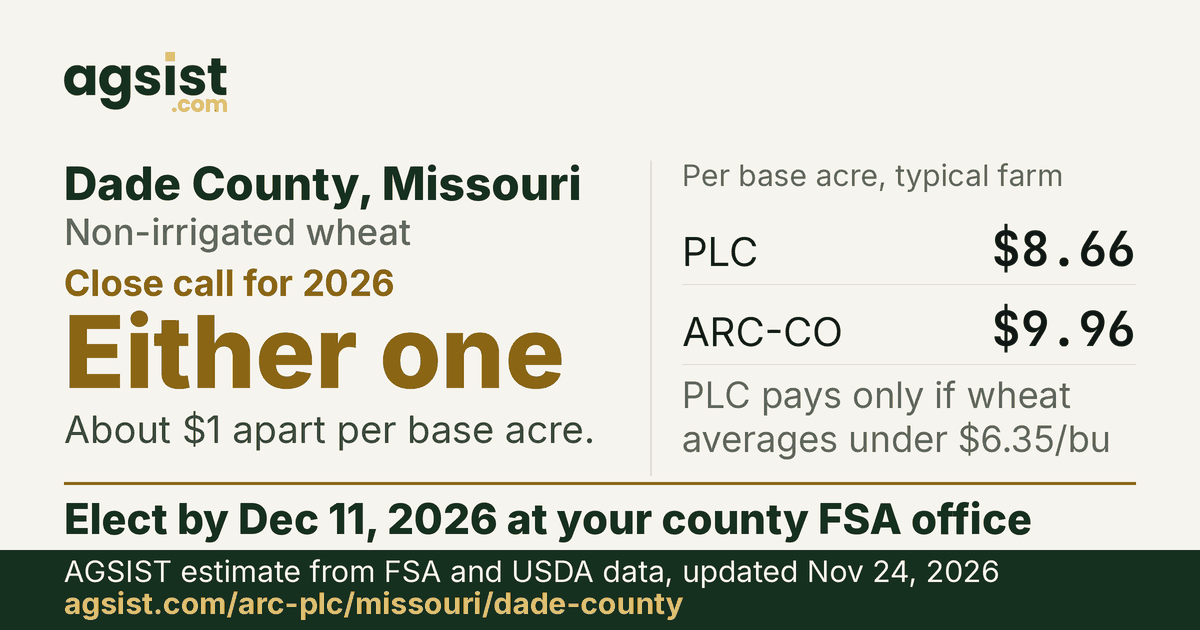 agsist
.com
Dade County, Missouri
Non-irrigated wheat
Close call for 2026
Either one
About $1 apart per base acre.
Per base acre, typical farm
PLC $8.66
ARC-CO $9.96
PLC pays only if wheat
averages under $6.35/bu
Elect by Dec 11, 2026 at your county FSA office
AGSIST estimate from FSA and USDA data, updated Nov 24, 2026
agsist.com/arc-plc/missouri/dade-county